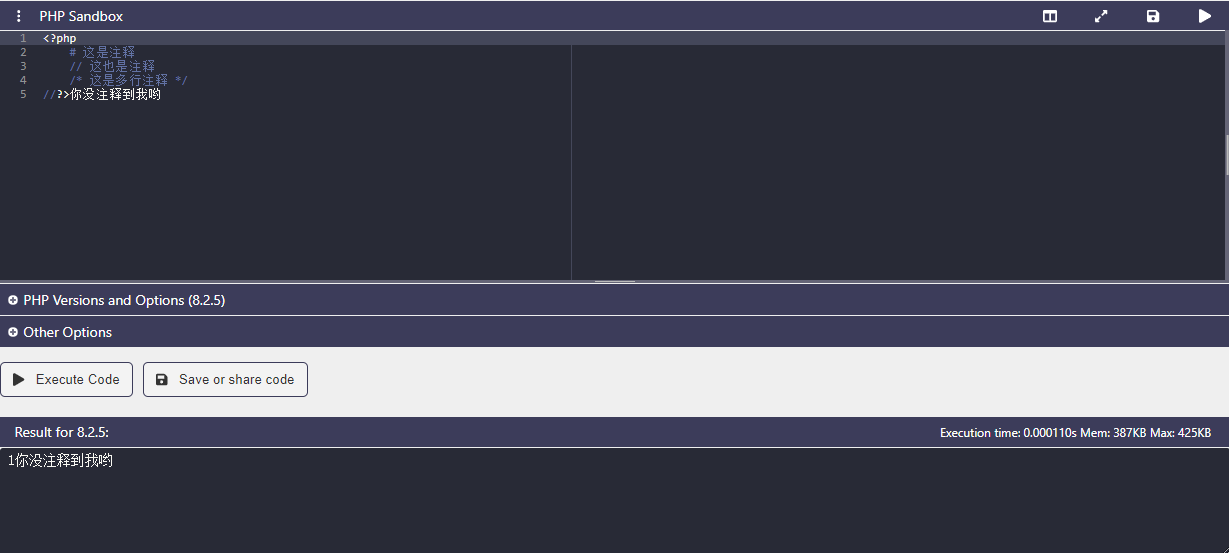 PHP Sandbox
1 <?php
2 # 这是注释
3 // 这也是注释
4 /* 这是多行注释 */
5 //?>你没注释到我哟
PHP Versions and Options (8.2.5)
Other Options
Execute Code
Save or share code
Result for 8.2.5:
Execution time: 0.000110s Mem: 387KB Max: 425KB
1你没注释到我哟